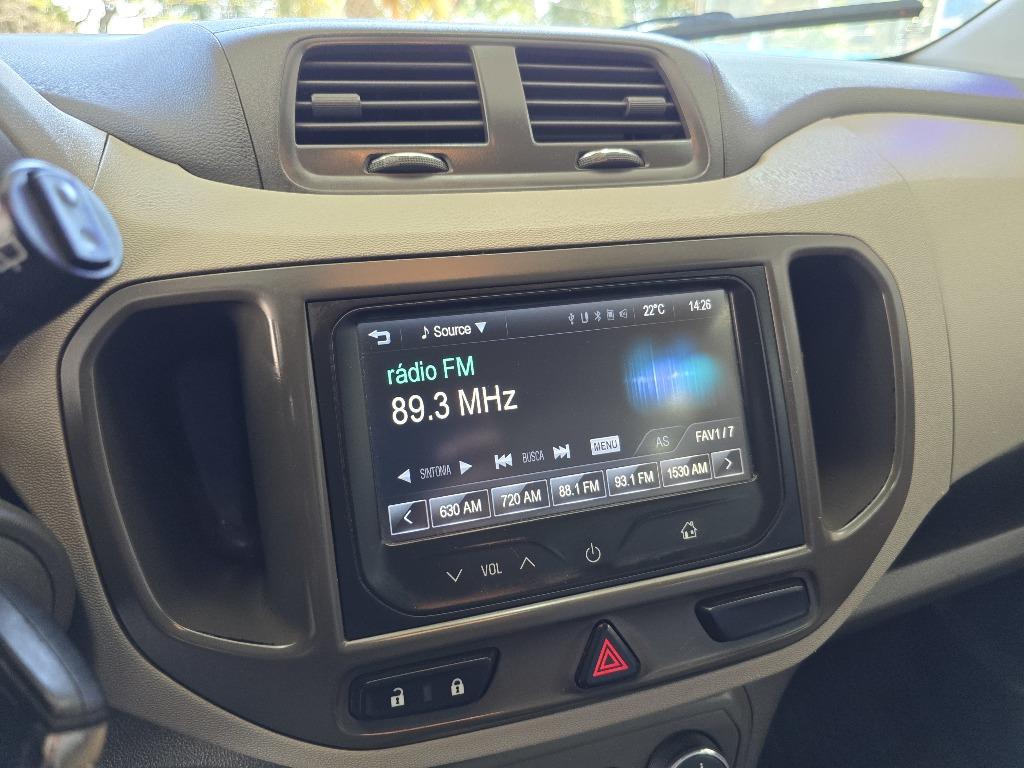 Source 22°C 14:26
rádio FM
89.3 MHz
SINTONIA BUSCA MENU AS FAV1 / 7
630 AM 720 AM 88.1 FM 93.1 FM 1530 AM
VOL